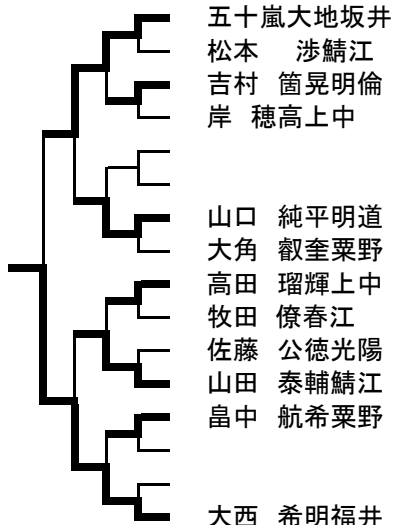 五十嵐大地坂井
松本 渉鯖江
吉村 箇晃明倫
岸 穂高上中
山口 純平明道
大角 叡奎粟野
高田 瑠輝上中
牧田 僚春江
佐藤 公徳光陽
山田 泰輔鯖江
畠中 航希粟野
大西 希明福井